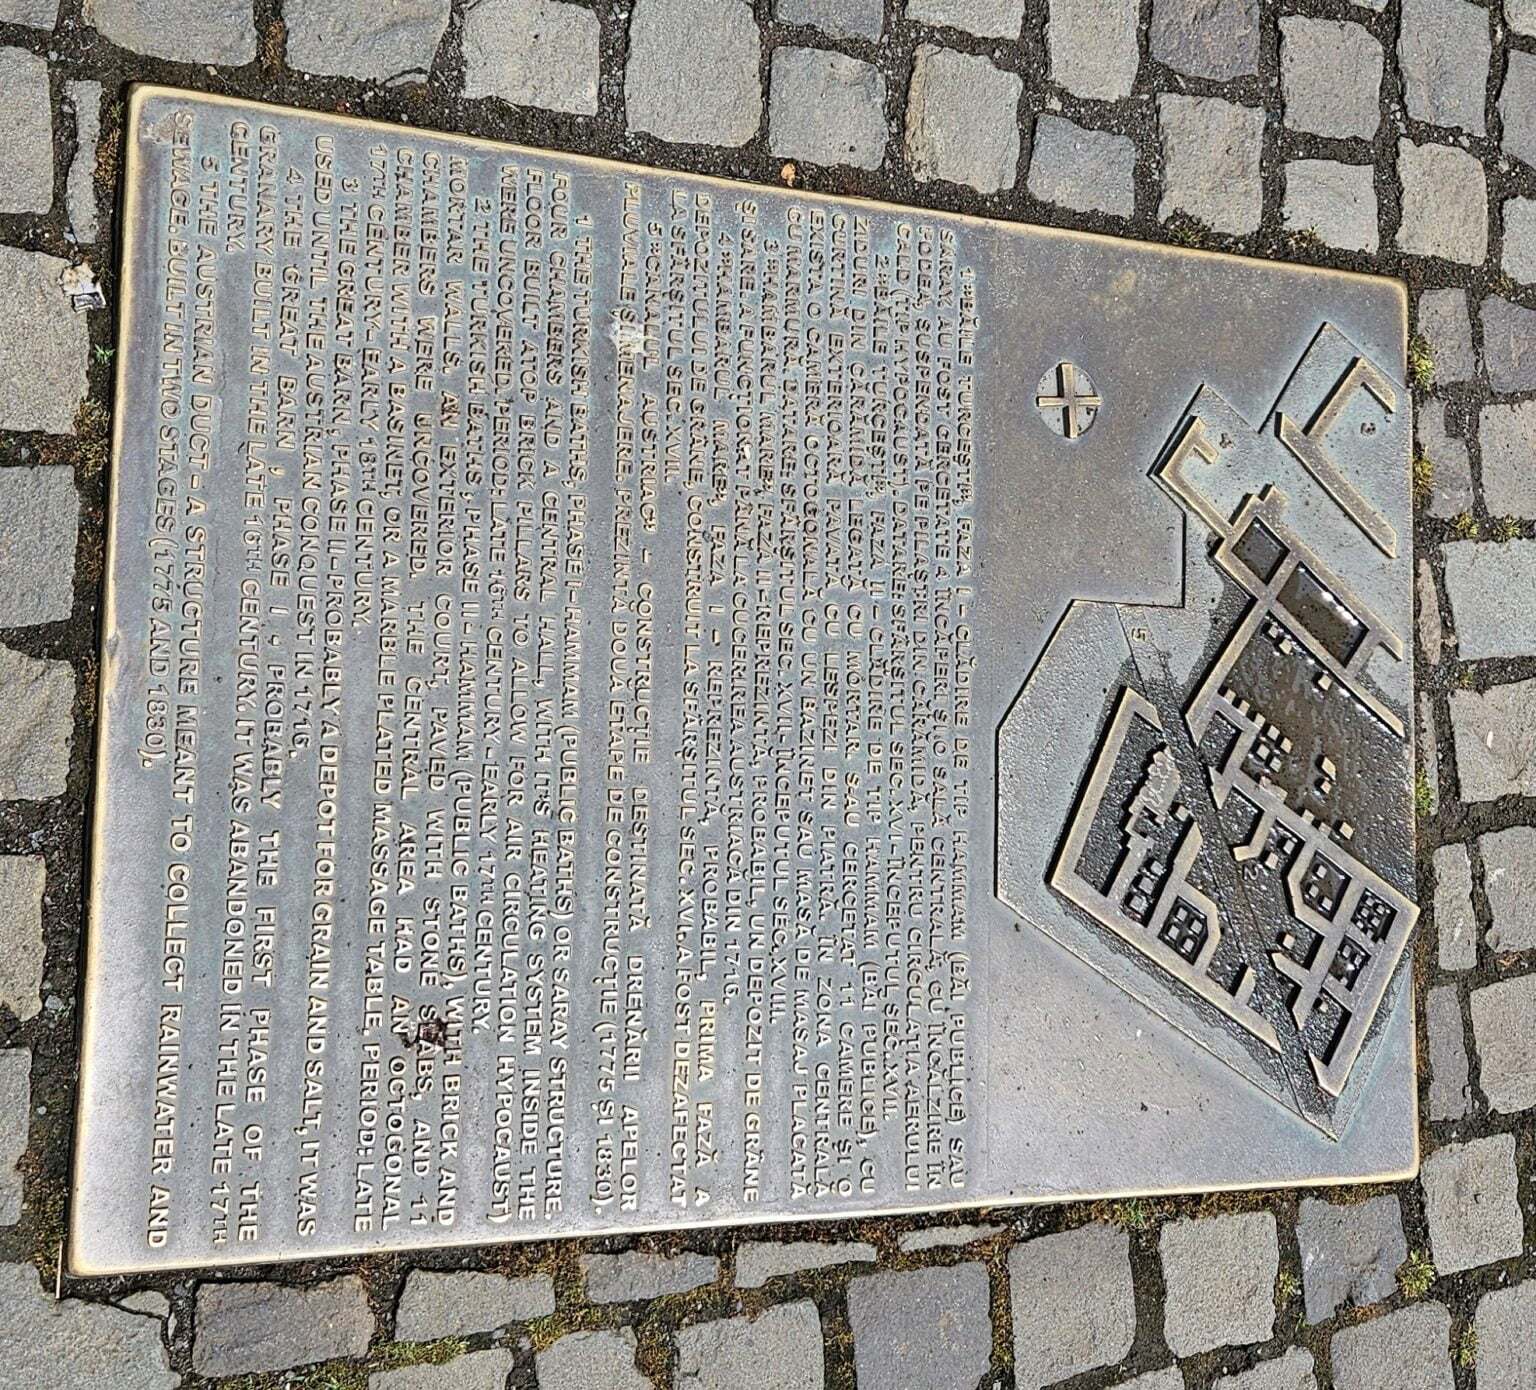 3
4
5
2
1 "BĂILE TURCEȘTI", FAZA I - CLĂDIRE DE TIP HAMMAM (BĂI PUBLICE) SAU
SARAY. AU FOST CERCETATE 4 ÎNCĂPERI ȘI O SALĂ CENTRALĂ, CU ÎNCĂLZIRE ÎN
PODEA, SUSPENDATĂ PE PILAȘTRI DIN CĂRĂMIDĂ, PENTRU CIRCULAȚIA AERULUI
CALD (TIP HYPOCAUST). DATARE: SFÂRȘITUL SEC. XVI - ÎNCEPUTUL SEC. XVII.
2 "BĂILE TURCEȘTI", FAZA II - CLĂDIRE DE TIP HAMMAM (BĂI PUBLICE), CU
ZIDURI DIN CĂRĂMIDĂ LEGATĂ CU MORTAR. S-AU CERCETAT 11 CAMERE ȘI O
CURTINĂ EXTERIOARĂ PAVATĂ CU LESPEZI DIN PIATRĂ. ÎN ZONA CENTRALĂ
EXISTA O CAMERĂ OCTOGONALĂ CU UN BAZINET SAU MASĂ DE MASAJ PLACATĂ
CU MARMURĂ. DATARE: SFÂRȘITUL SEC. XVII - ÎNCEPUTUL SEC. XVIII.
3 "HAMBARUL MARE", FAZA II - REPREZINTĂ, PROBABIL, UN DEPOZIT DE GRÂNE
ȘI SARE. A FUNCȚIONAT PÂNĂ LA CUCERIREA AUSTRIACĂ DIN 1716.
4 "HAMBARUL MARE", FAZA I - REPREZINTĂ, PROBABIL, PRIMA FAZĂ A
DEPOZITULUI DE GRÂNE, CONSTRUIT LA SFÂRȘITUL SEC. XVI. A FOST DEZAFECTAT
LA SFÂRȘITUL SEC. XVII.
5 "CANALUL AUSTRIAC" - CONSTRUCȚIE DESTINATĂ DRENĂRII APELOR
PLUVIALE ȘI MENAJERE. PREZINTĂ DOUĂ ETAPE DE CONSTRUCȚIE (1775 ȘI 1830).
1 THE TURKISH BATHS, PHASE I - HAMMAM (PUBLIC BATHS) OR SARAY STRUCTURE.
FOUR CHAMBERS AND A CENTRAL HALL, WITH ITS HEATING SYSTEM INSIDE THE
FLOOR BUILT ATOP BRICK PILLARS TO ALLOW FOR AIR CIRCULATION HYPOCAUST)
WERE UNCOVERED. PERIOD: LATE 16TH CENTURY - EARLY 17TH CENTURY.
2 THE TURKISH BATHS, PHASE II - HAMMAM (PUBLIC BATHS), WITH BRICK AND
MORTAR WALLS. AN EXTERIOR COURT, PAVED WITH STONE SLABS, AND 11
CHAMBERS WERE UNCOVERED. THE CENTRAL AREA HAD AN OCTOGONAL
CHAMBER WITH A BASINET, OR A MARBLE PLATED MASSAGE TABLE. PERIOD: LATE
17TH CENTURY - EARLY 18TH CENTURY.
3 THE GREAT BARN, PHASE II - PROBABLY A DEPOT FOR GRAIN AND SALT, IT WAS
USED UNTIL THE AUSTRIAN CONQUEST IN 1716.
4 THE GREAT BARN, PHASE I - PROBABLY THE FIRST PHASE OF THE
GRANARY BUILT IN THE LATE 16TH CENTURY. IT WAS ABANDONED IN THE LATE 17TH
CENTURY.
5 THE AUSTRIAN DUCT - A STRUCTURE MEANT TO COLLECT RAINWATER AND
SEWAGE. BUILT IN TWO STAGES (1775 AND 1830).